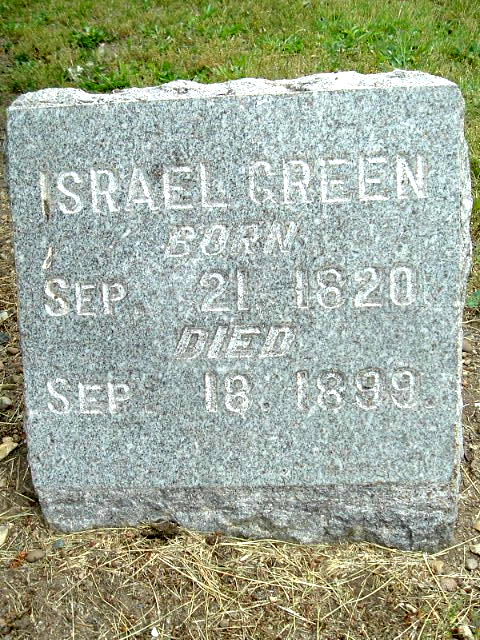 ISRAEL GREEN
BORN
SEP. 21. 1820.
DIED
SEP. 18. 1899.